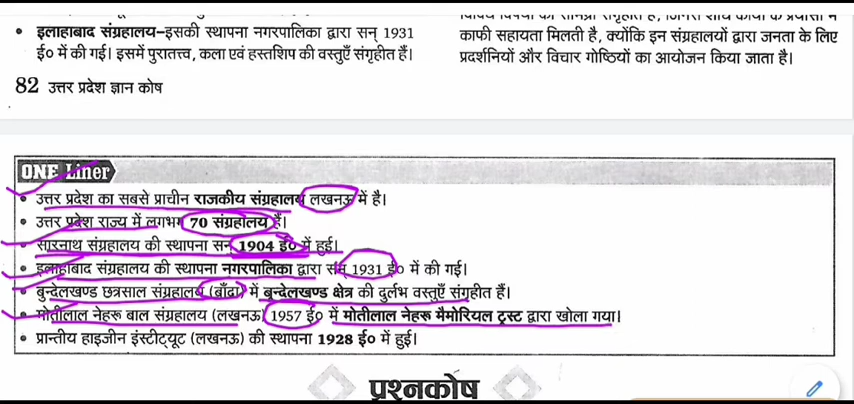 • इलाहाबाद संग्रहालय–इसकी स्थापना नगरपालिका द्वारा सन् 1931
ई० में की गई। इसमें पुरातत्त्व, कला एवं हस्तशिप की वस्तुएँ संगृहीत हैं।
काफी सहायता मिलती है, क्योंकि इन संग्रहालयों द्वारा जनता के लिए
प्रदर्शनियों और विचार गोष्ठियों का आयोजन किया जाता है।
82 उत्तर प्रदेश ज्ञान कोष
ONE Liner
• उत्तर प्रदेश का सबसे प्राचीन राजकीय संग्रहालय लखनऊ में है।
• उत्तर प्रदेश राज्य में लगभग 70 संग्रहालय हैं।
• सारनाथ संग्रहालय की स्थापना सन् 1904 ई० में हुई।
• इलाहाबाद संग्रहालय की स्थापना नगरपालिका द्वारा सन् 1931 ई० में की गई।
• बुन्देलखण्ड छत्रसाल संग्रहालय (बाँदा) में बुन्देलखण्ड क्षेत्र की दुर्लभ वस्तुएँ संगृहीत हैं।
• मोतीलाल नेहरू बाल संग्रहालय (लखनऊ) 1957 ई० में मोतीलाल नेहरू मैमोरियल ट्रस्ट द्वारा खोला गया।
• प्रान्तीय हाइजीन इंस्टीट्यूट (लखनऊ) की स्थापना 1928 ई० में हुई।
प्रश्नकोष